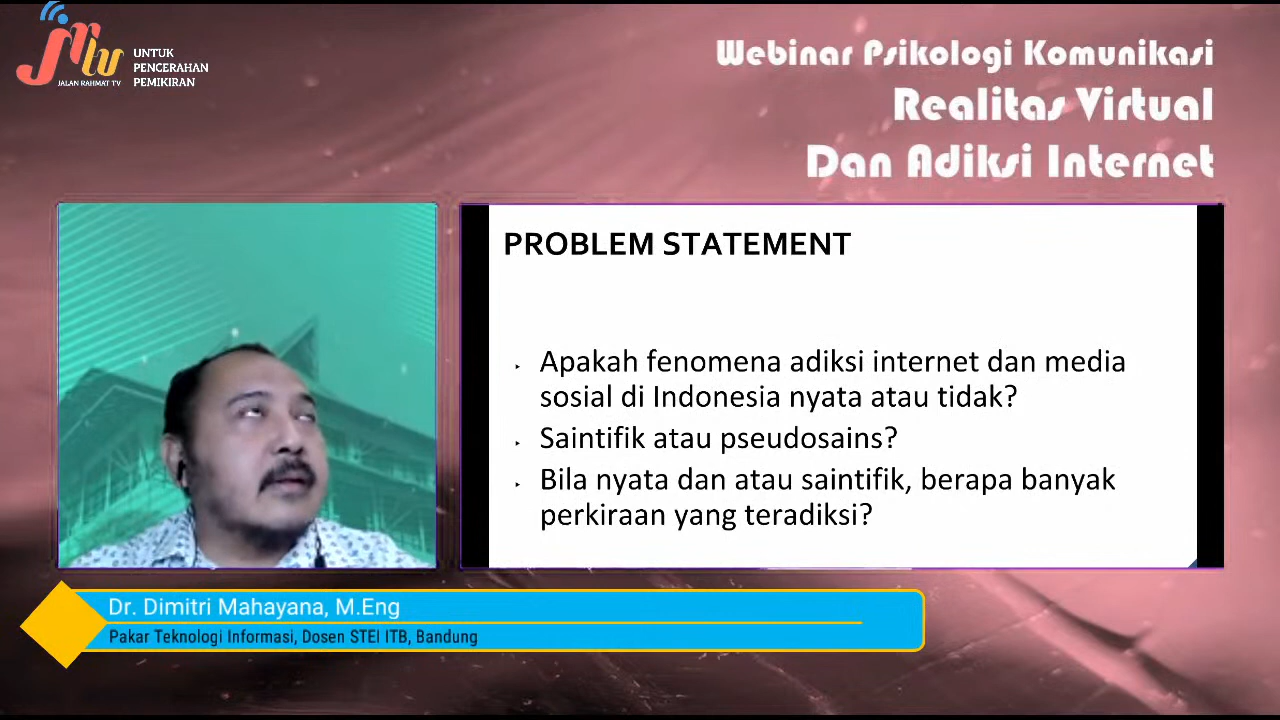 JMTV
JALAN RAHMAT TV
UNTUK
PENCERAHAN
PEMIKIRAN
Webinar Psikologi Komunikasi
Realitas Virtual
Dan Adiksi Internet
PROBLEM STATEMENT
Apakah fenomena adiksi internet dan media
sosial di Indonesia nyata atau tidak?
Saintifik atau pseudosains?
Bila nyata dan atau saintifik, berapa banyak
perkiraan yang teradiksi?
Dr. Dimitri Mahayana, M.Eng
Pakar Teknologi Informasi, Dosen STEI ITB, Bandung